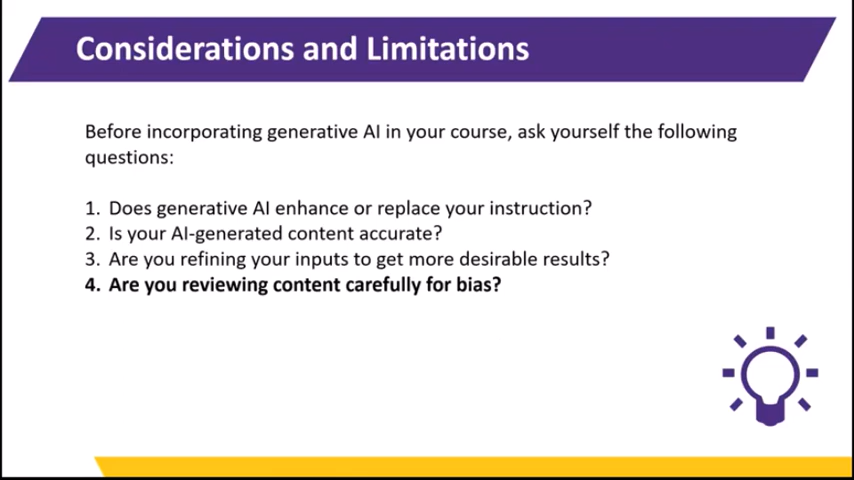 Considerations and Limitations
Before incorporating generative AI in your course, ask yourself the following
questions:
1. Does generative AI enhance or replace your instruction?
2. Is your AI-generated content accurate?
3. Are you refining your inputs to get more desirable results?
4. Are you reviewing content carefully for bias?